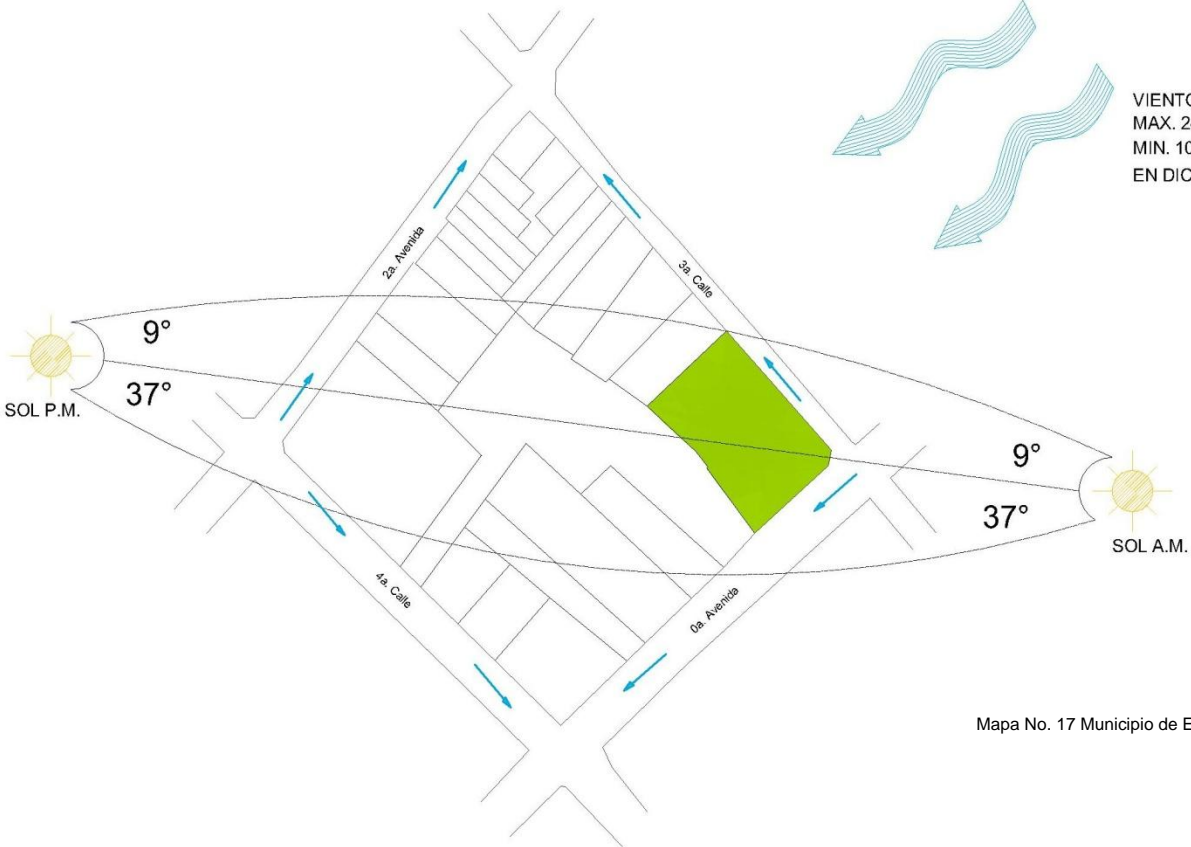 VIENTO
MAX. 2
MIN. 10
EN DIC
2a. Avenida
3a. Calle
9°
37°
SOL P.M.
9°
37°
SOL A.M.
4a. Calle
0a. Avenida
Mapa No. 17 Municipio de E